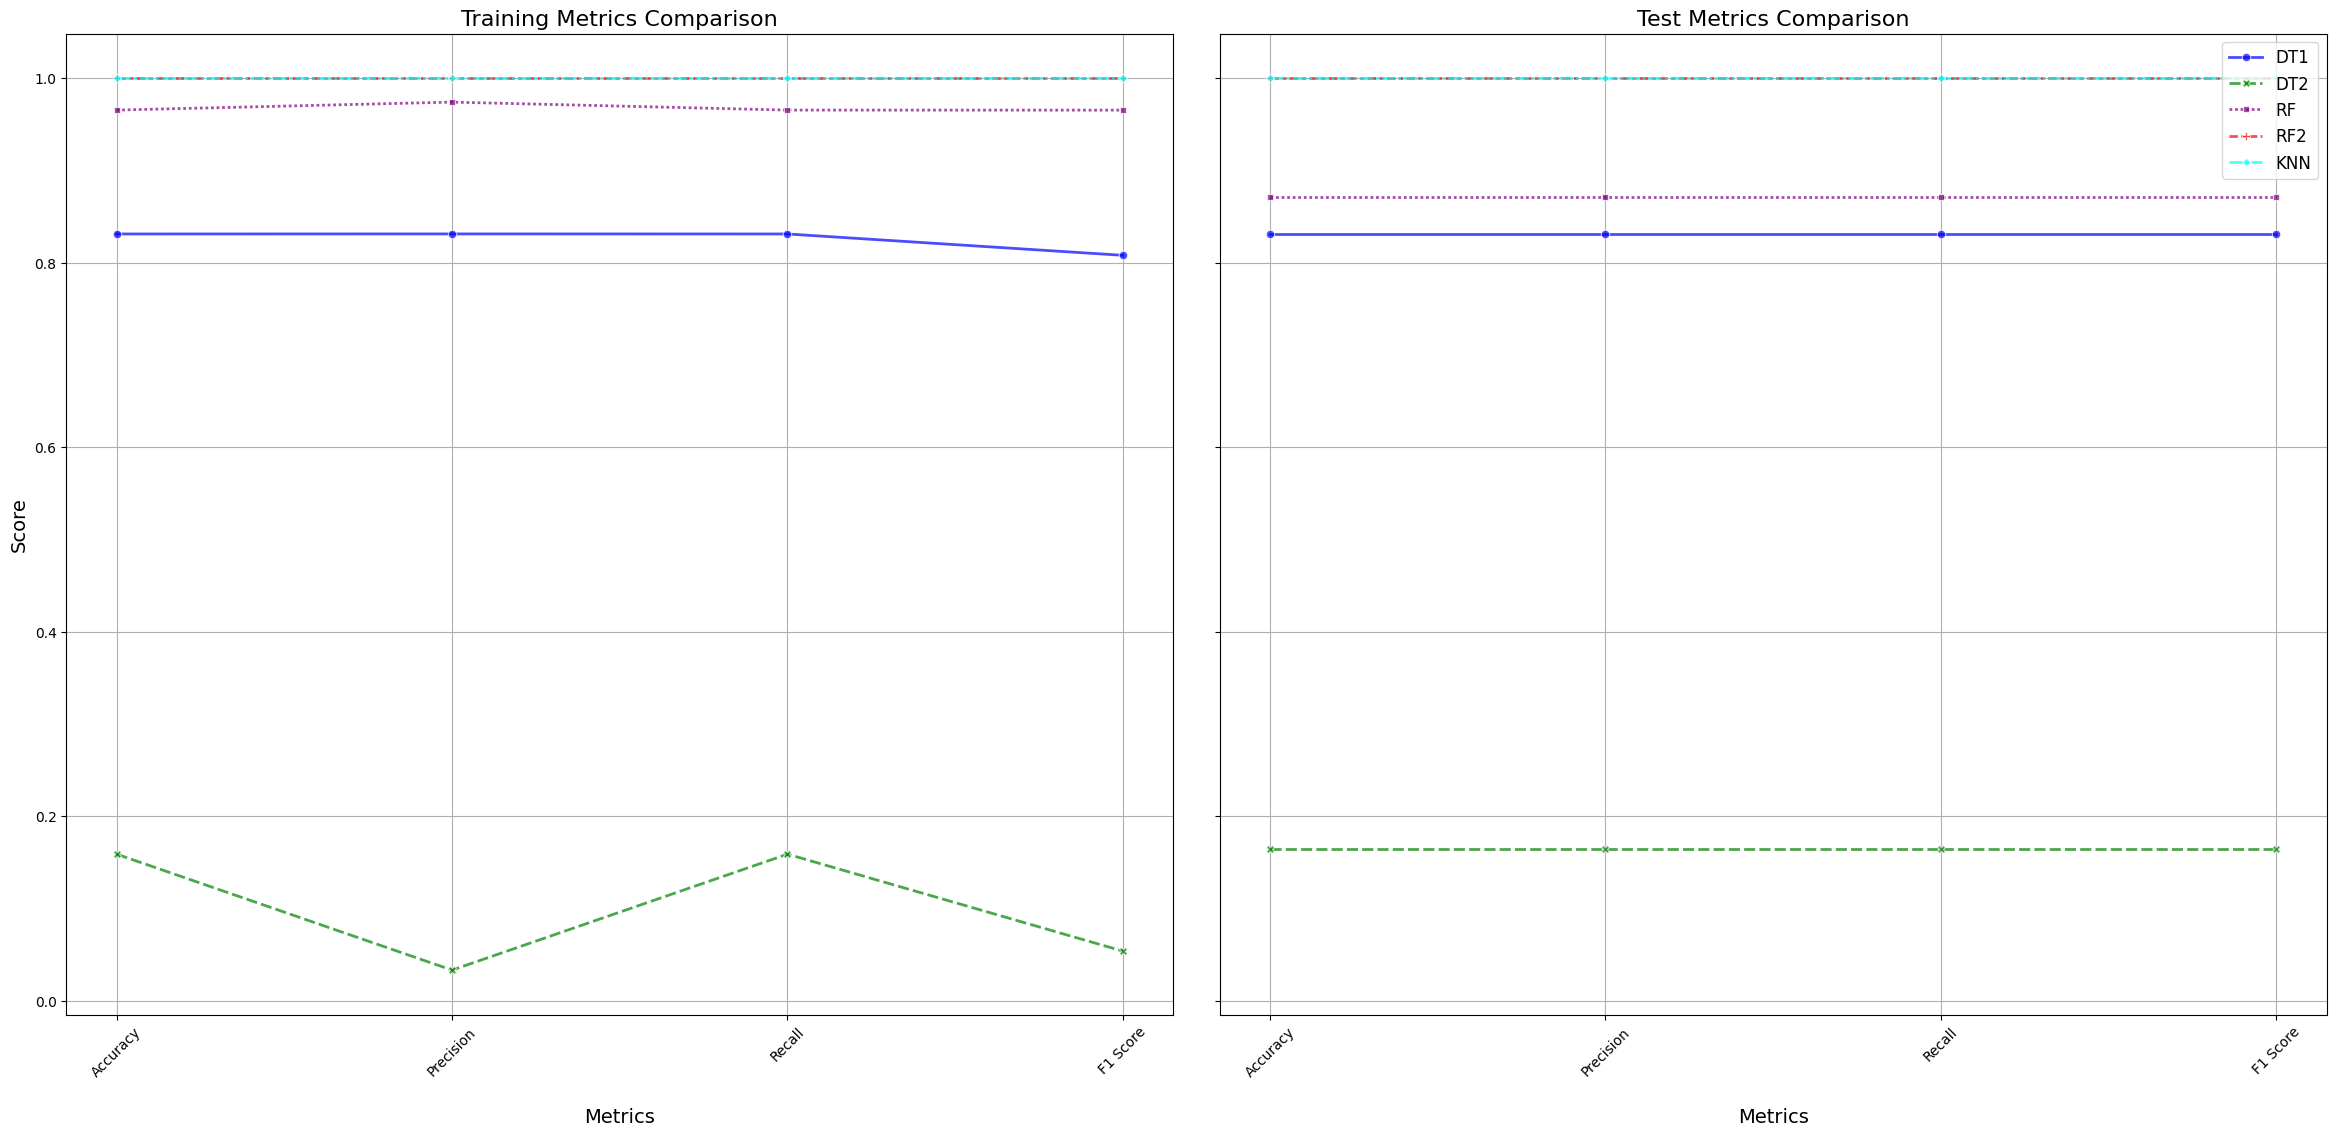 Training Metrics Comparison
Score
1.0
0.8
0.6
0.4
0.2
0.0
Accuracy
Precision
Recall
F1 Score
Metrics
Test Metrics Comparison
DT1
DT2
RF
RF2
KNN
Accuracy
Precision
Recall
F1 Score
Metrics